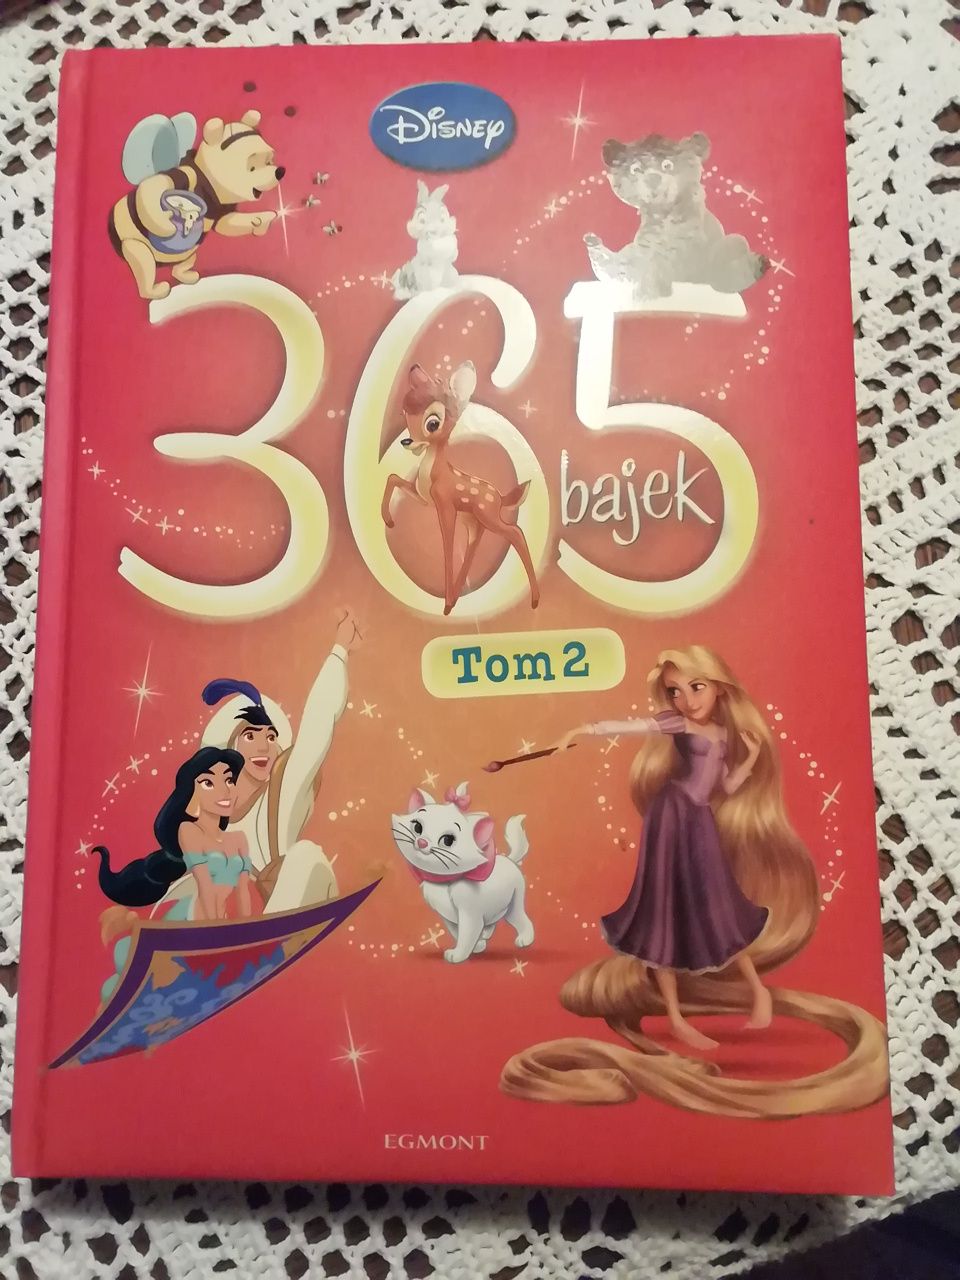 Disney
365
bajek
Tom 2
EGMONT